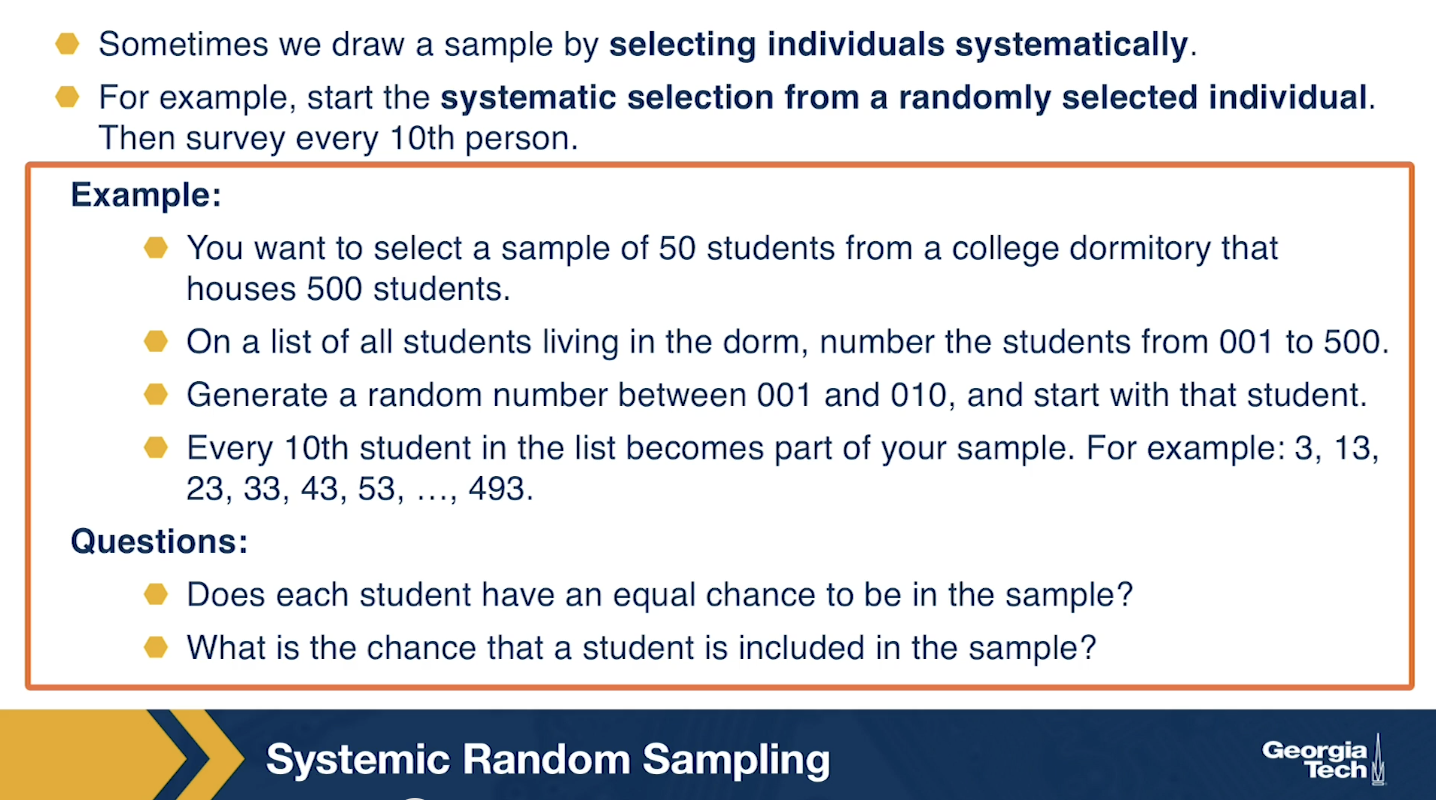 Sometimes we draw a sample by selecting individuals systematically.
For example, start the systematic selection from a randomly selected individual.
Then survey every 10th person.
Example:
You want to select a sample of 50 students from a college dormitory that
houses 500 students.
On a list of all students living in the dorm, number the students from 001 to 500.
Generate a random number between 001 and 010, and start with that student.
Every 10th student in the list becomes part of your sample. For example: 3, 13,
23, 33, 43, 53, …, 493.
Questions:
Does each student have an equal chance to be in the sample?
What is the chance that a student is included in the sample?
Systemic Random Sampling
Georgia
Tech